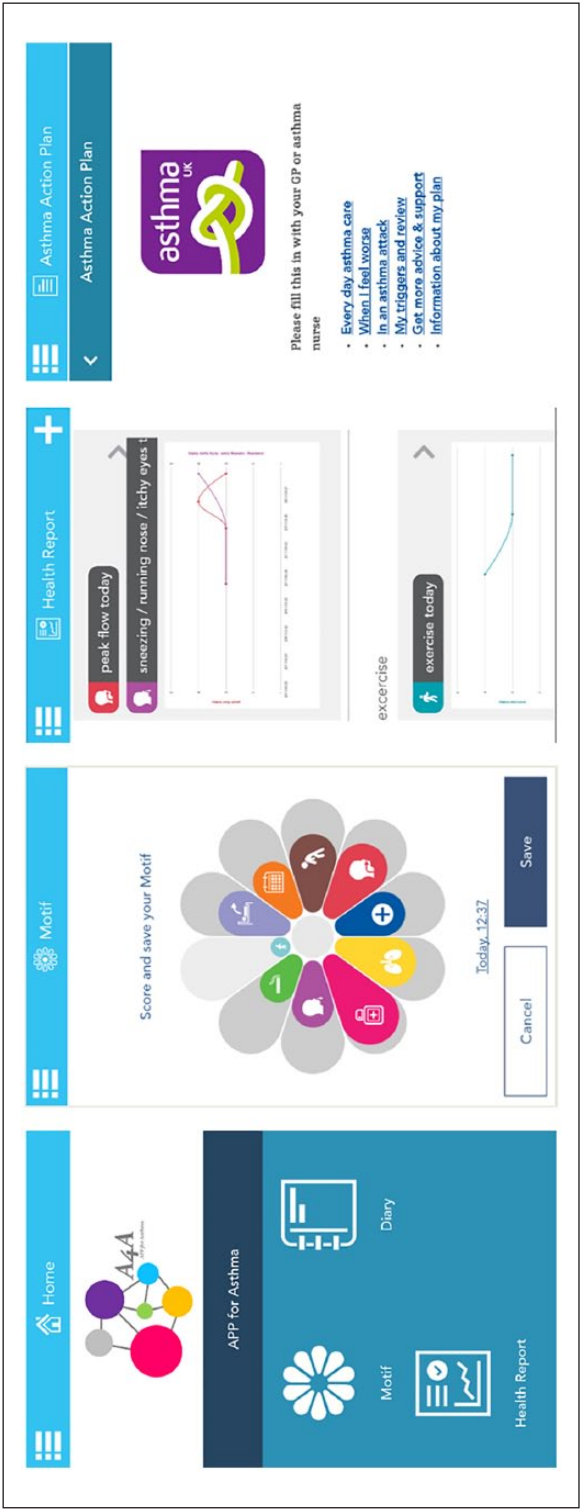 Home
A4A
APP for Asthma
APP for Asthma
Motif
Diary
Health Report
Motif
Score and save your Motif
Today, 12:37
Cancel
Save
Health Report
peak flow today
sneezing / running nose / itchy eyes t
excercise
exercise today
Asthma Action Plan
Asthma Action Plan
asthma
UK
Please fill this in with your GP or asthma
nurse
· Every day asthma care
· When I feel worse
· In an asthma attack
· My triggers and review
· Get more advice & support
· Information about my plan